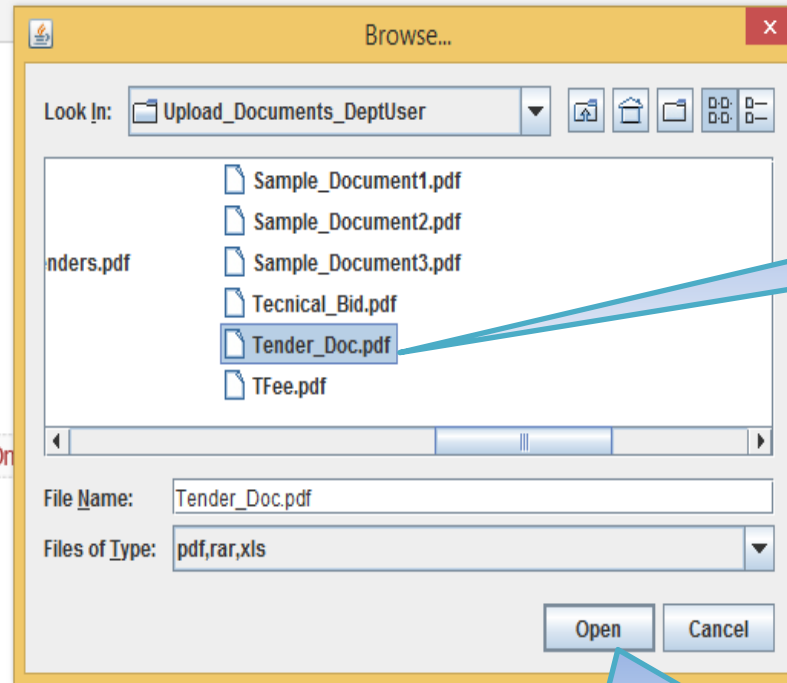 Browse...
x
Look In: Upload_Documents_DeptUser
Sample_Document1.pdf
Sample_Document2.pdf
nders.pdf Sample_Document3.pdf
Tecnical_Bid.pdf
Tender_Doc.pdf
TFee.pdf
On
File Name: Tender_Doc.pdf
Files of Type: pdf,rar,xls
Open Cancel